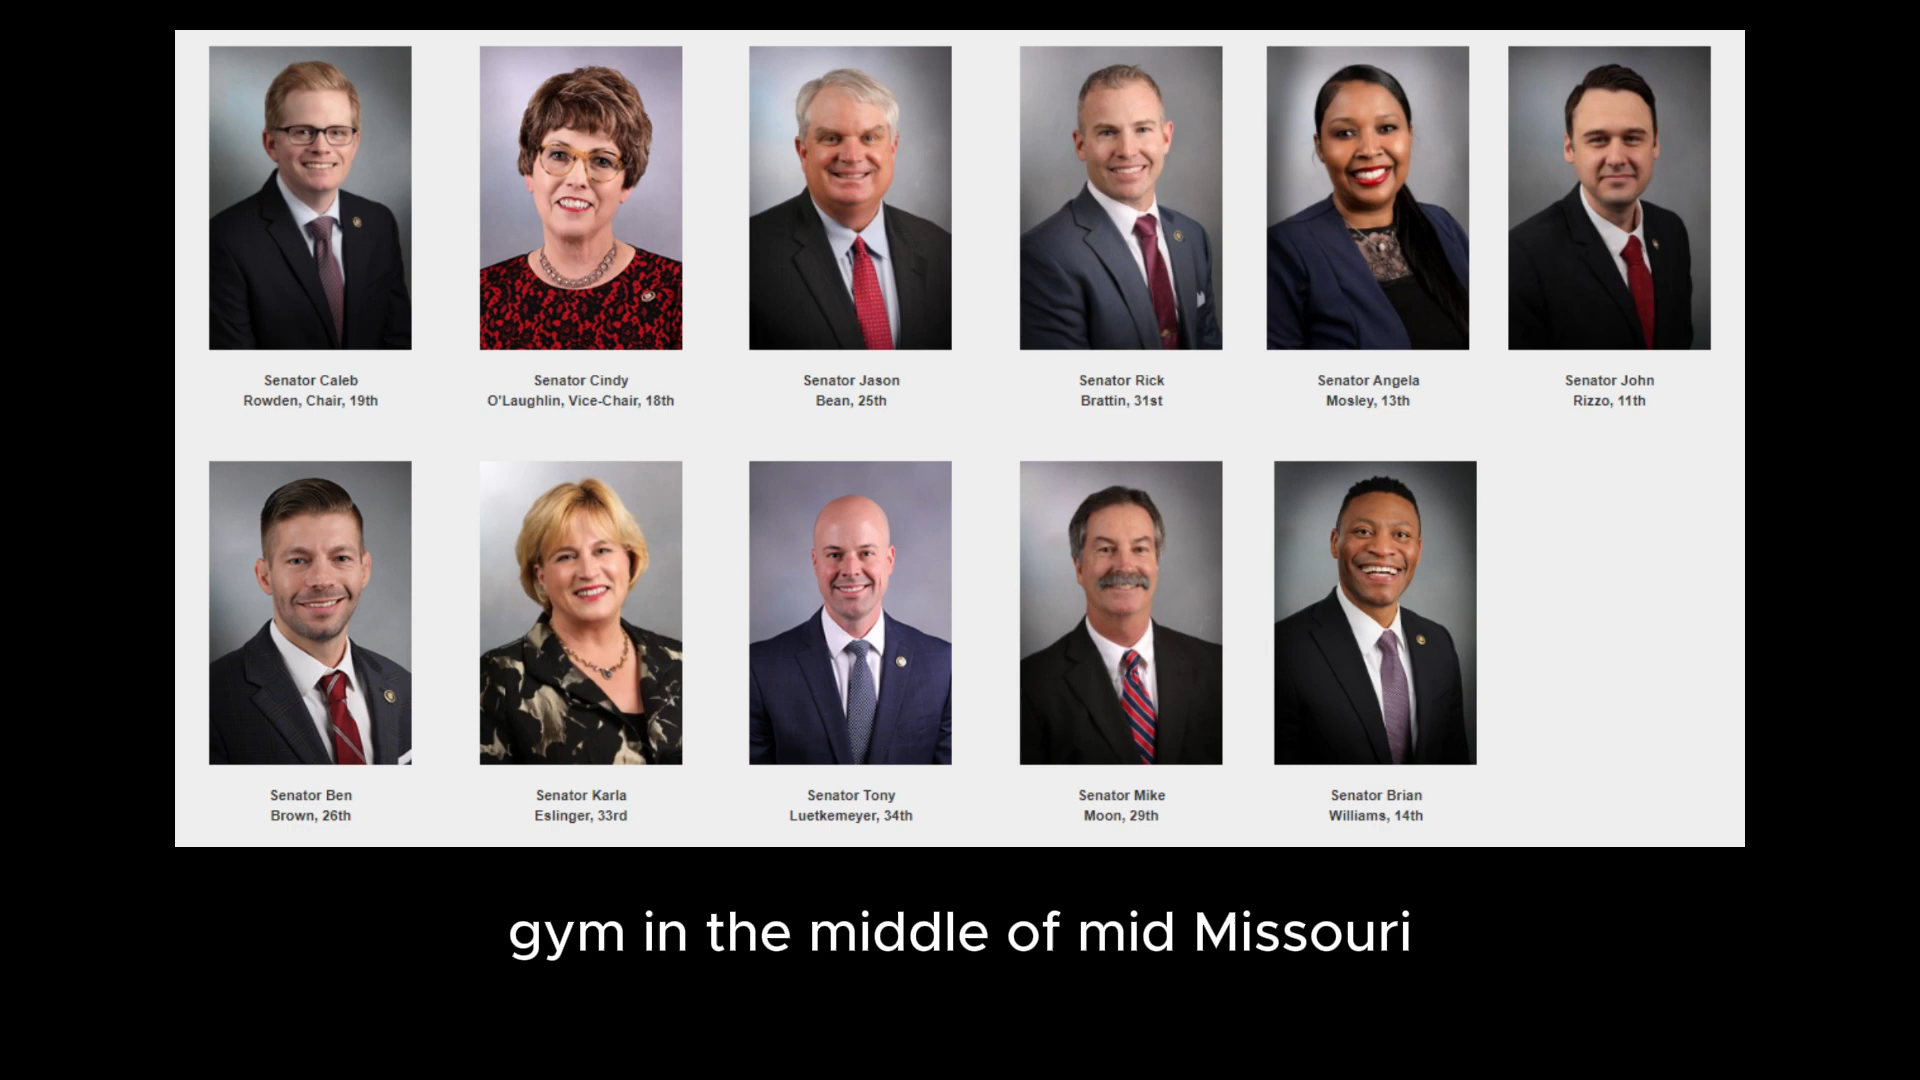 Senator Caleb
Rowden, Chair, 19th
Senator Cindy
O'Laughlin, Vice-Chair, 18th
Senator Jason
Bean, 25th
Senator Rick
Brattin, 31st
Senator Angela
Mosley, 13th
Senator John
Rizzo, 11th
Senator Ben
Brown, 26th
Senator Karla
Eslinger, 33rd
Senator Tony
Luetkemeyer, 34th
Senator Mike
Moon, 29th
Senator Brian
Williams, 14th
gym in the middle of mid Missouri